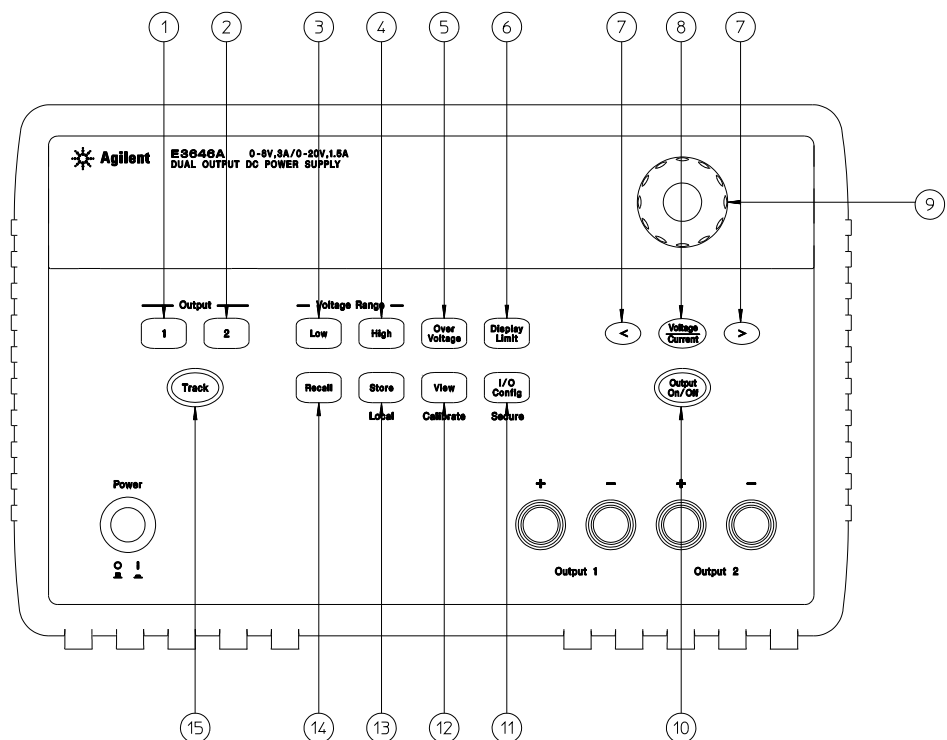 1 2 3 4 5 6 7 8 7
Agilent E3646A 0-8V,3A/0-20V,1.5A
DUAL OUTPUT DC POWER SUPPLY
9
Output Voltage Range
1 2 Low High Over Voltage Display Limit < Voltage Current >
Track Recall Store View I/O Config Output On/Off
Local Calibrate Secure
Power + - + -
Output 1 Output 2
O I
15 14 13 12 11 10